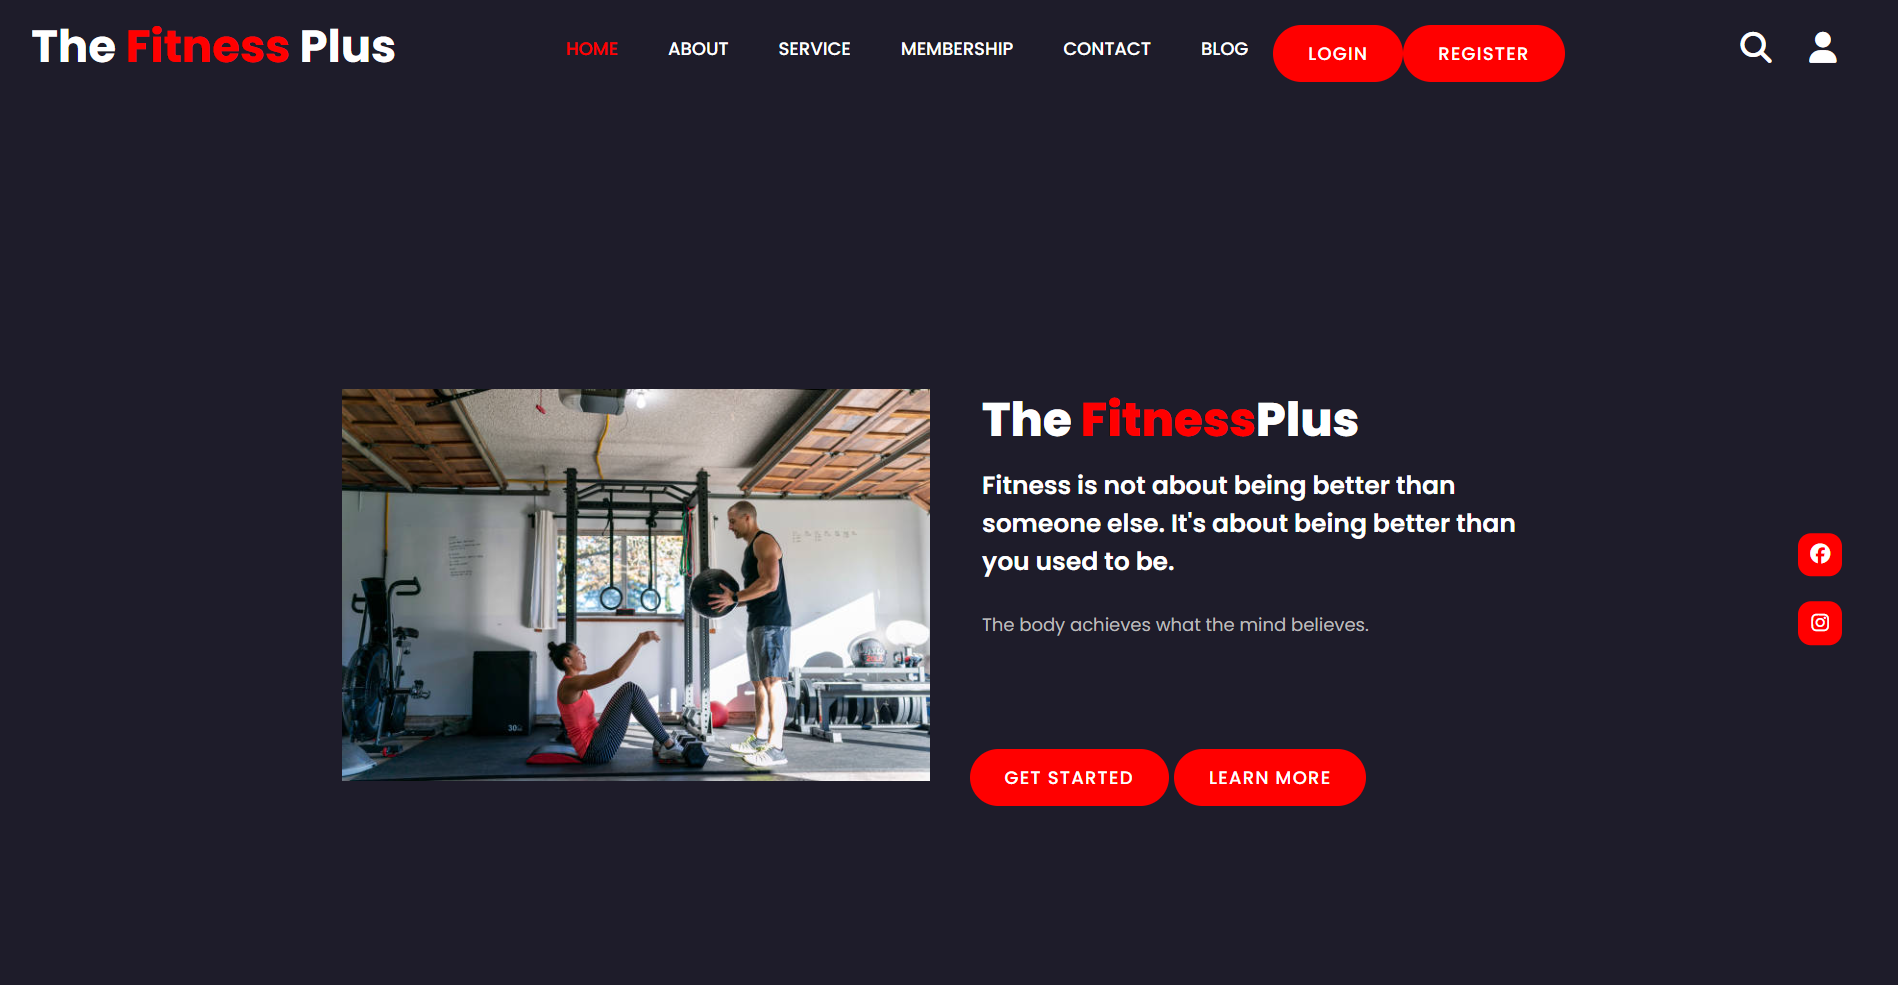 The Fitness Plus
HOME ABOUT SERVICE MEMBERSHIP CONTACT BLOG LOGIN REGISTER
The FitnessPlus
Fitness is not about being better than
someone else. It's about being better than
you used to be.
The body achieves what the mind believes.
30
GET STARTED LEARN MORE